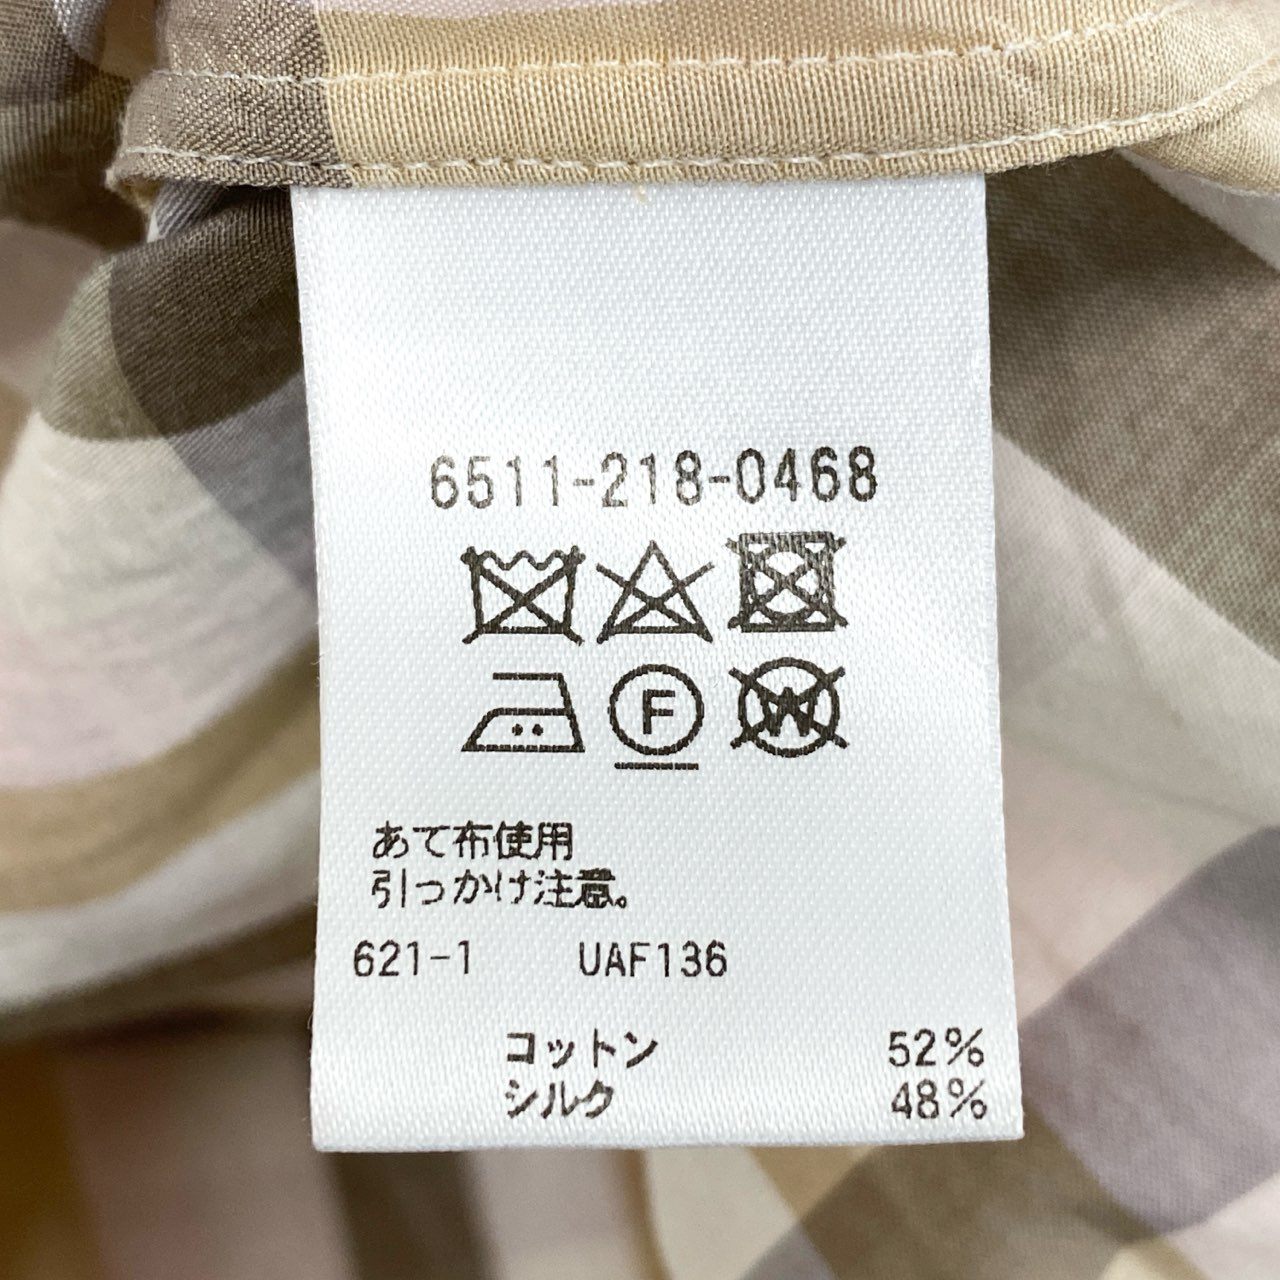 6511-218-0468
F W
あて布使用
引っかけ注意。
621-1 UAF136
コットン 52%
シルク 48%